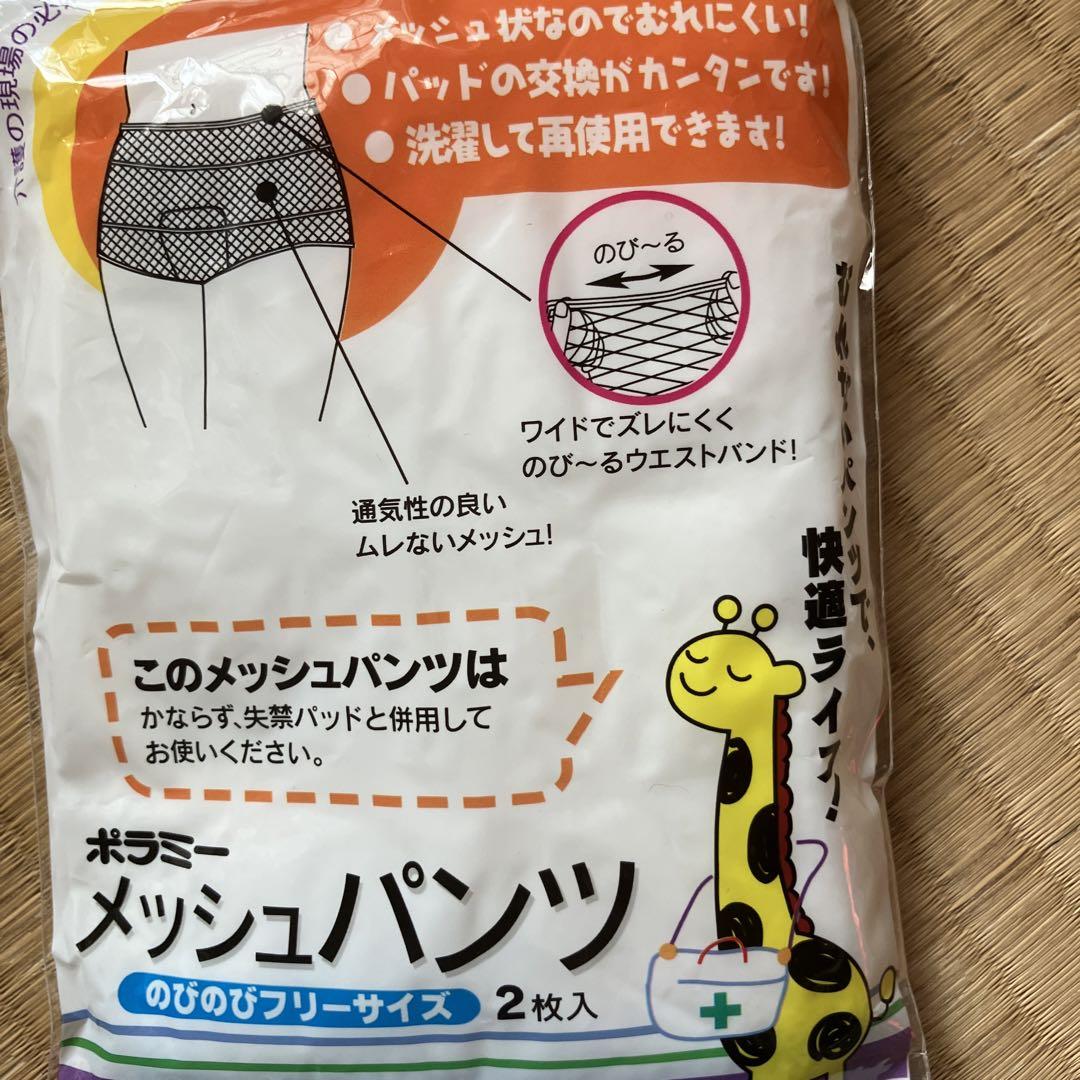 介護の現場の必
● メッシュ状なのでむれにくい!
● パッドの交換がカンタンです!
● 洗濯して再使用できます!
のび〜る
ワイドでズレにくく
のび〜るウエストバンド!
通気性の良い
ムレないメッシュ!
快適ライフ!
このメッシュパンツは
かならず、失禁パッドと併用して
お使いください。
ポラミー
メッシュパンツ
のびのびフリーサイズ
2枚入